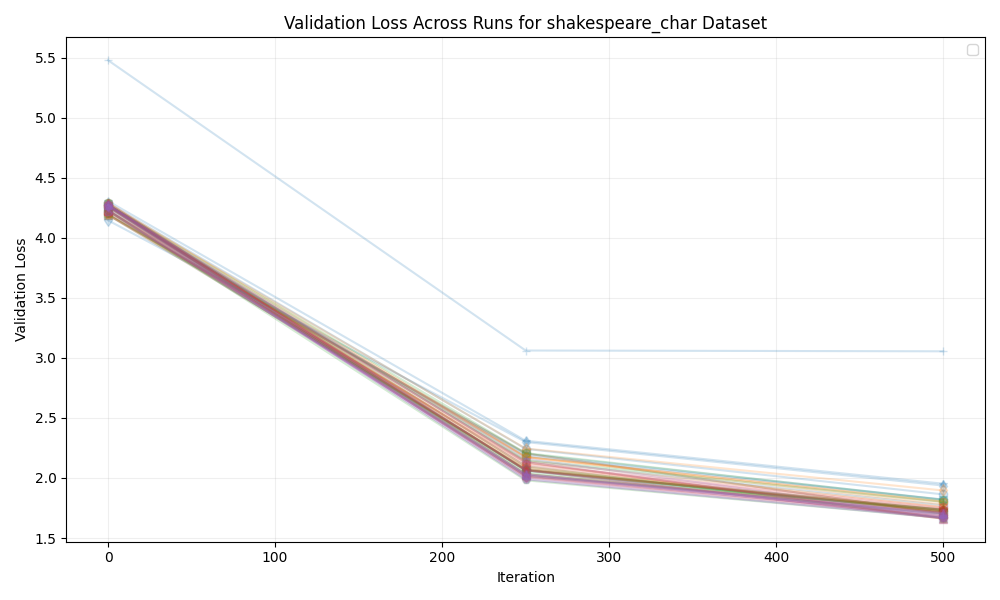 Validation Loss Across Runs for shakespeare_char Dataset
5.5
5.0
4.5
4.0
3.5
3.0
2.5
2.0
1.5
Validation Loss
0 100 200 300 400 500
Iteration